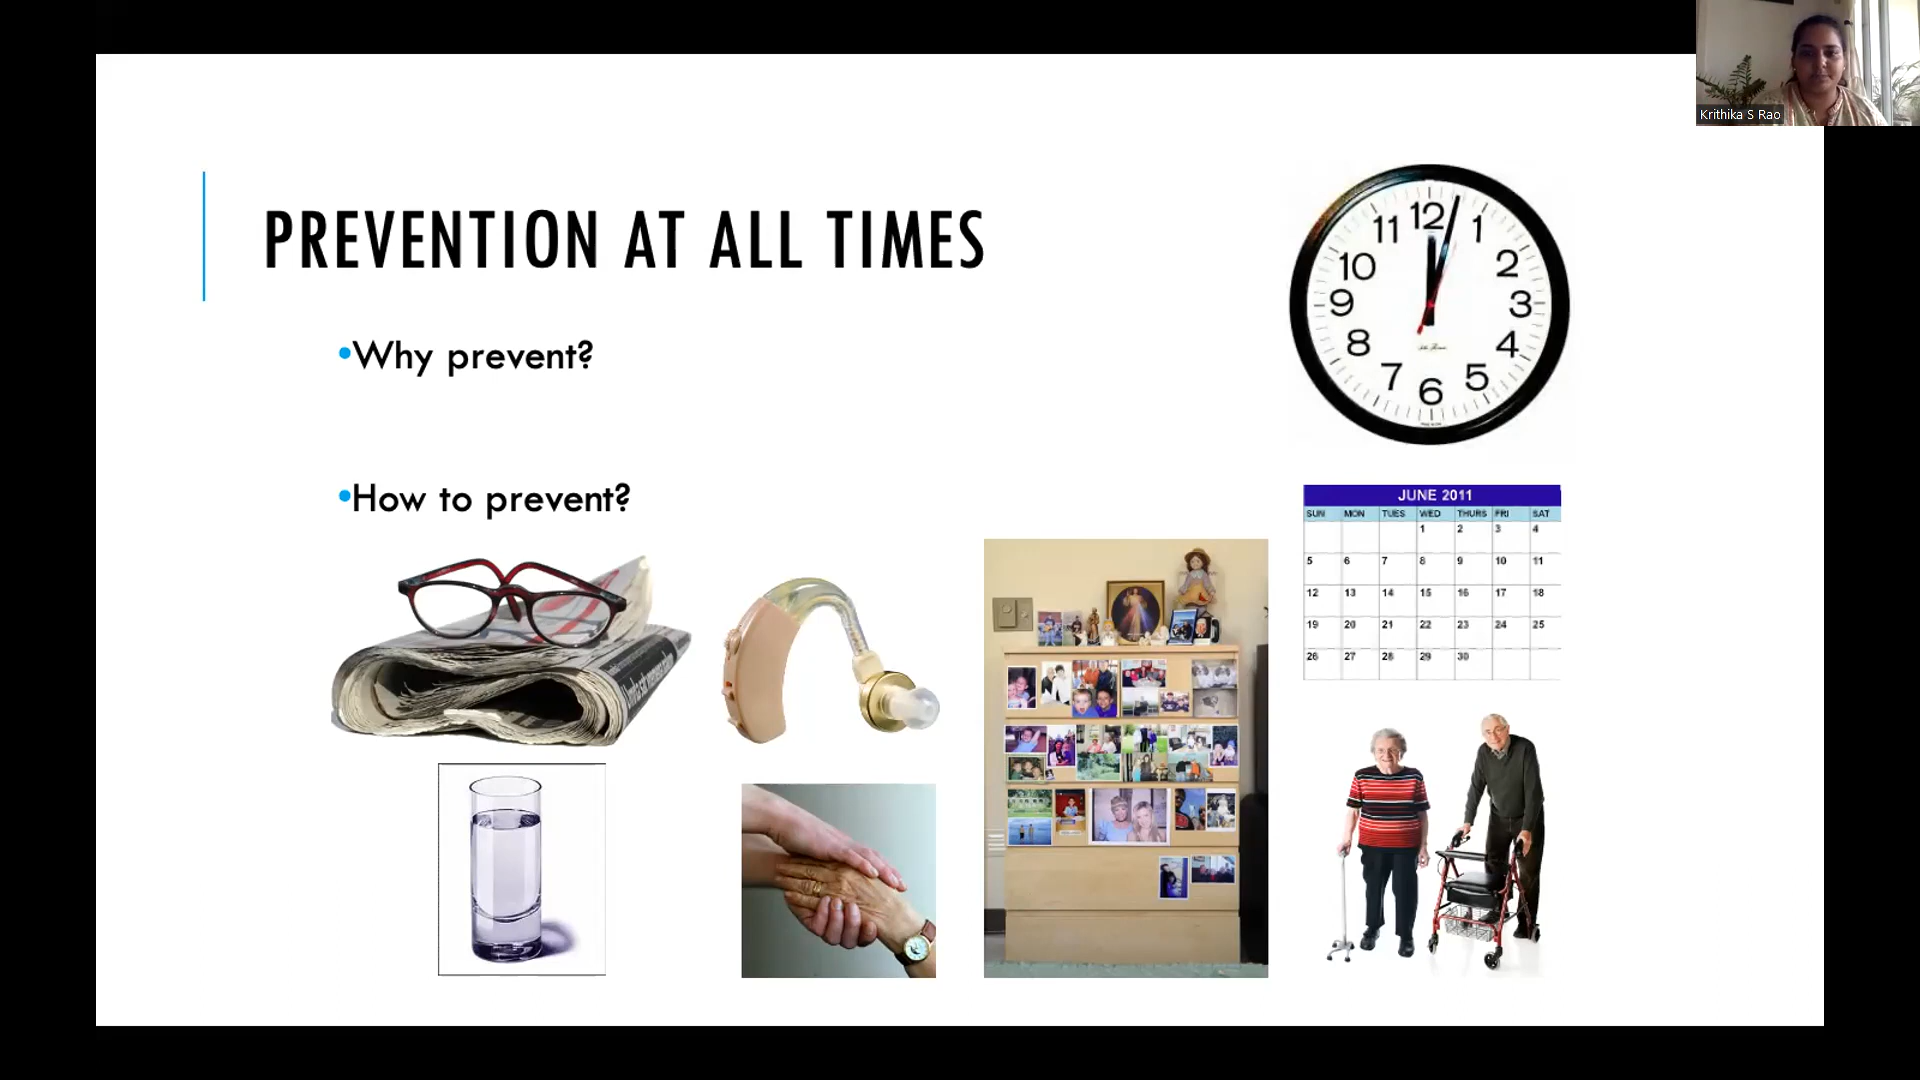 Krithika S Rao
PREVENTION AT ALL TIMES
•Why prevent?
•How to prevent?
12
1
2
3
4
5
6
7
8
9
10
11
JUNE 2011
SUN MON TUES WED THURS FRI SAT
1 2 3 4
5 6 7 8 9 10 11
12 13 14 15 16 17 18
19 20 21 22 23 24 25
26 27 28 29 30